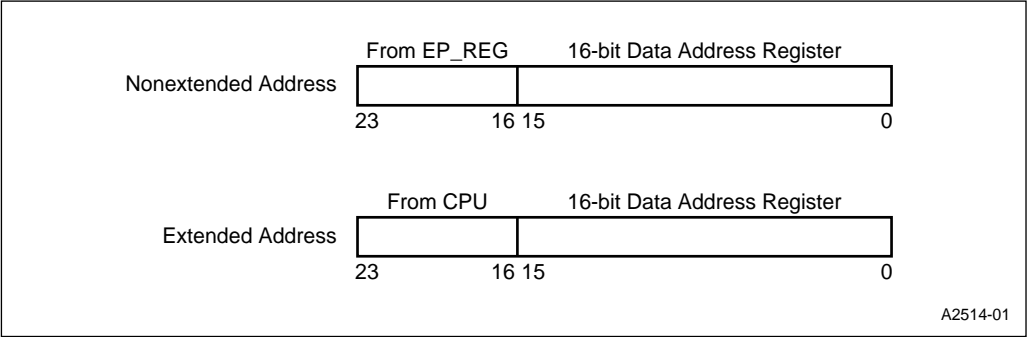 From EP_REG 16-bit Data Address Register
Nonextended Address
23 16 15 0
From CPU 16-bit Data Address Register
Extended Address
23 16 15 0
A2514-01